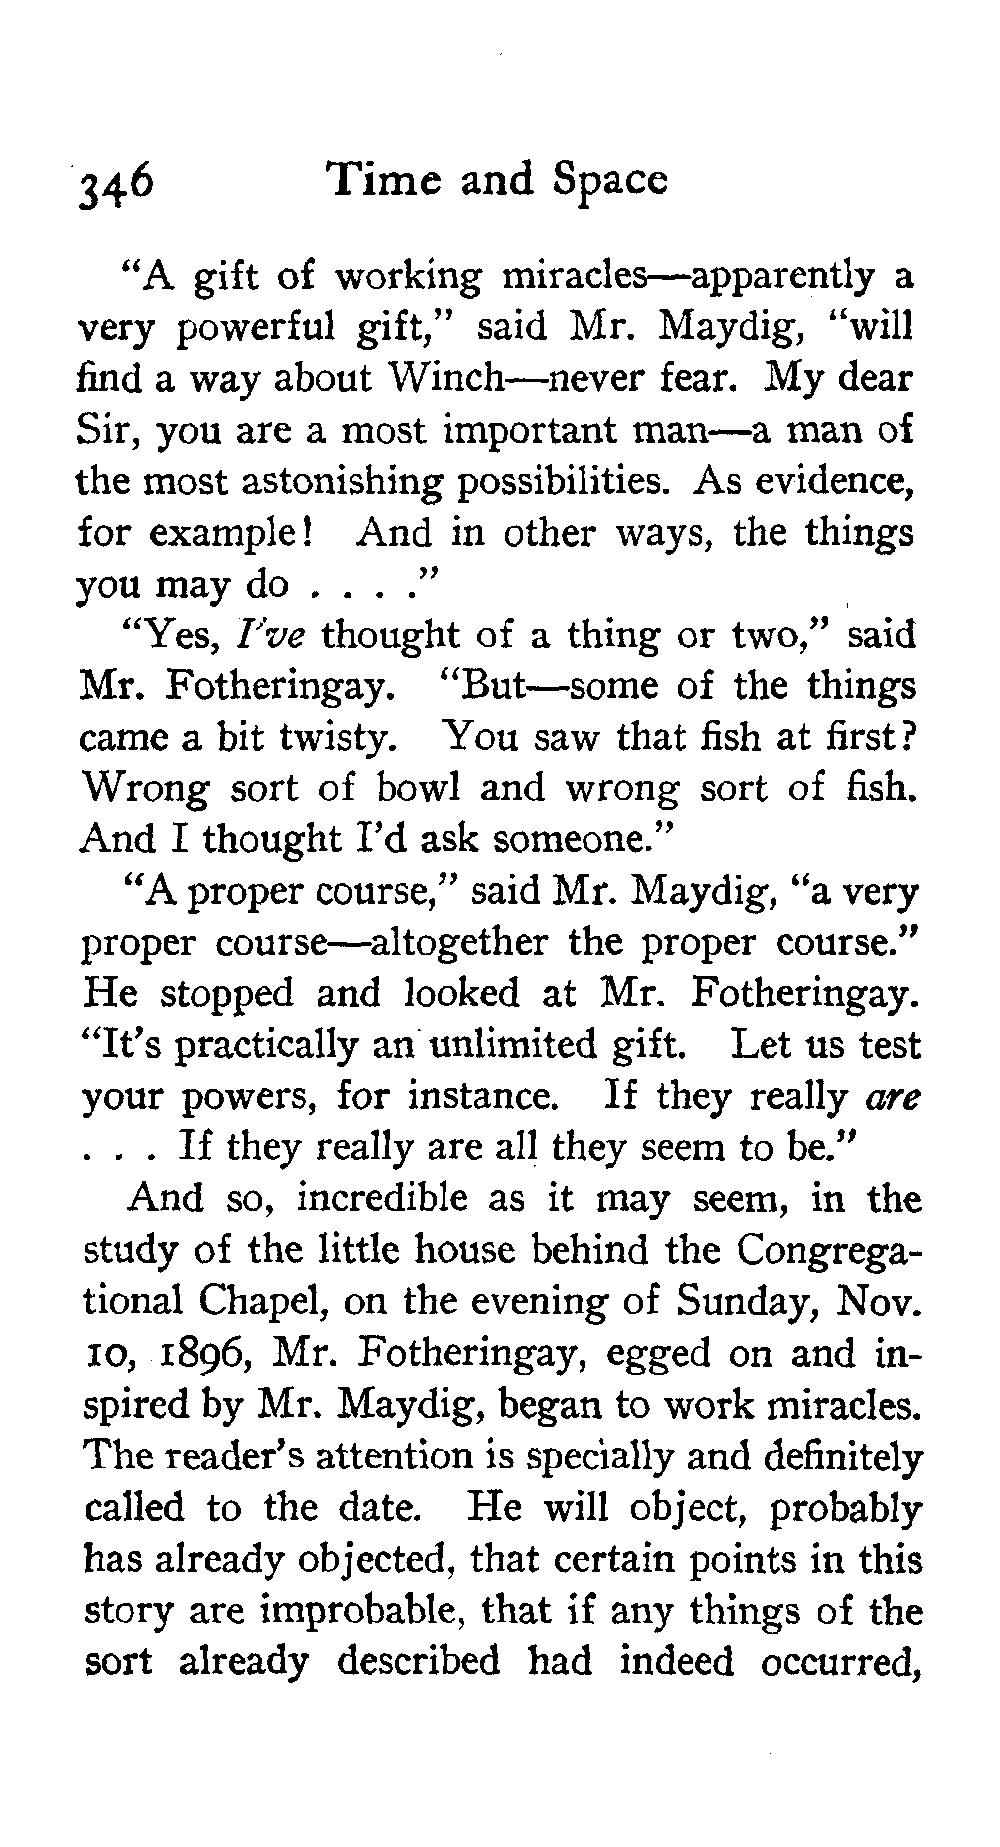 346 Time and Space
“A gift of working miracles—apparently a
very powerful gift,” said Mr. Maydig, “will
find a way about Winch—never fear. My dear
Sir, you are a most important man—a man of
the most astonishing possibilities. As evidence,
for example! And in other ways, the things
you may do . . . .”
“Yes, I’ve thought of a thing or two,” said
Mr. Fotheringay. “But—some of the things
came a bit twisty. You saw that fish at first?
Wrong sort of bowl and wrong sort of fish.
And I thought I’d ask someone.”
“A proper course,” said Mr. Maydig, “a very
proper course—altogether the proper course.”
He stopped and looked at Mr. Fotheringay.
“It’s practically an unlimited gift. Let us test
your powers, for instance. If they really are
. . . If they really are all they seem to be.”
And so, incredible as it may seem, in the
study of the little house behind the Congrega-
tional Chapel, on the evening of Sunday, Nov.
10, 1896, Mr. Fotheringay, egged on and in-
spired by Mr. Maydig, began to work miracles.
The reader’s attention is specially and definitely
called to the date. He will object, probably
has already objected, that certain points in this
story are improbable, that if any things of the
sort already described had indeed occurred,